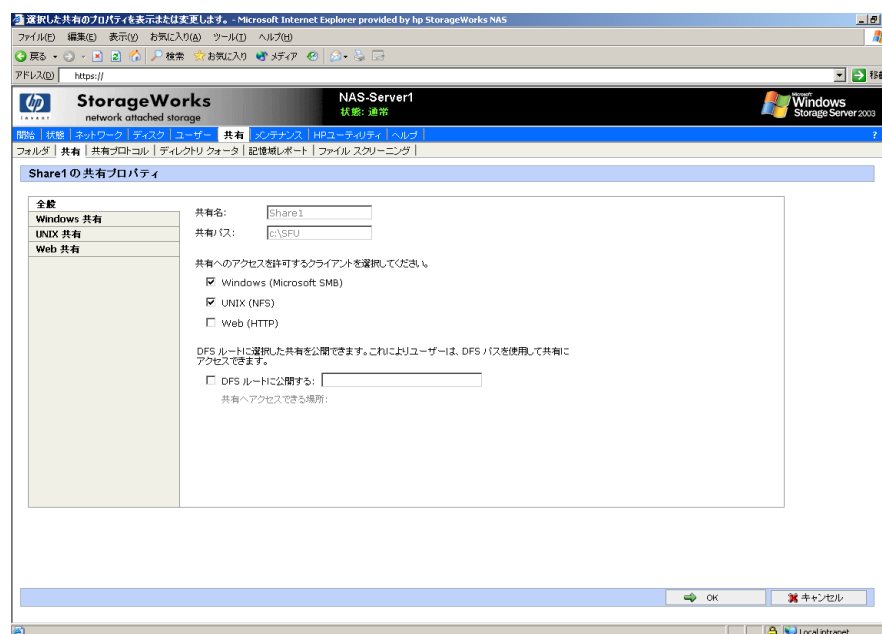 選択した共有のプロパティを表示または変更します。 - Microsoft Internet Explorer provided by hp StorageWorks NAS
ファイル(F) 編集(E) 表示(V) お気に入り(A) ツール(T) ヘルプ(H)
戻る 検索 お気に入り メディア
アドレス(D) https://
hp
invent
StorageWorks
network attached storage
NAS-Server1
状態: 通常
Microsoft
Windows
Storage Server 2003
開始 状態 ネットワーク ディスク ユーザー 共有 メンテナンス HPユーティリティ ヘルプ ?
フォルダ 共有 共有プロトコル ディレクトリ クォータ 記憶域レポート ファイル スクリーニング
Share1 の共有プロパティ
全般
Windows 共有
UNIX 共有
Web 共有
共有名: Share1
共有パス: c:\SFU
共有へのアクセスを許可するクライアントを選択してください。
Windows (Microsoft SMB)
UNIX (NFS)
Web (HTTP)
DFS ルートに選択した共有を公開できます。これによりユーザーは、DFS パスを使用して共有に
アクセスできます。
DFS ルートに公開する:
共有へアクセスできる場所:
OK キャンセル
Local intranet